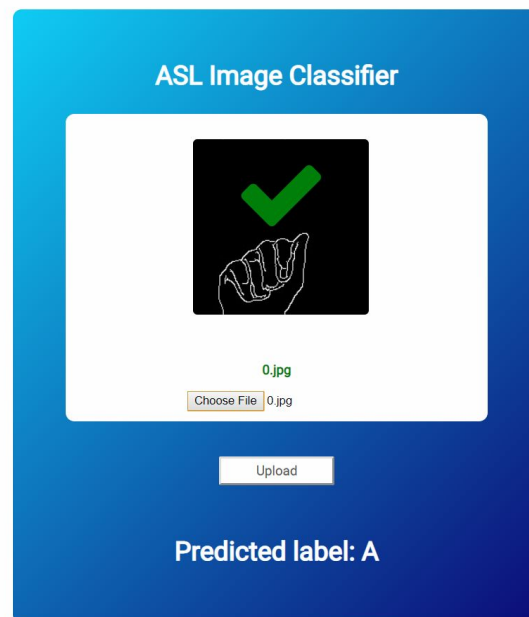 ASL Image Classifier
0.jpg
Choose File 0.jpg
Upload
Predicted label: A